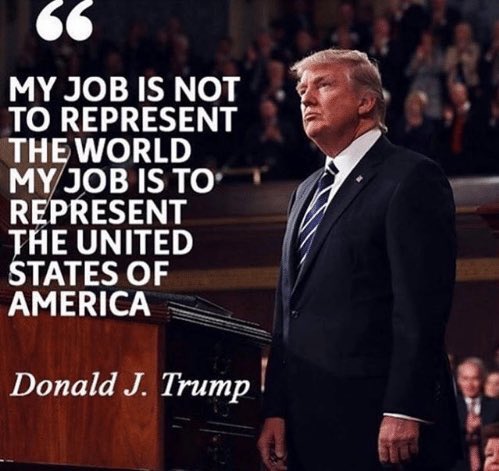 “
MY JOB IS NOT
TO REPRESENT
THE WORLD
MY JOB IS TO
REPRESENT
THE UNITED
STATES OF
AMERICA
Donald J. Trump